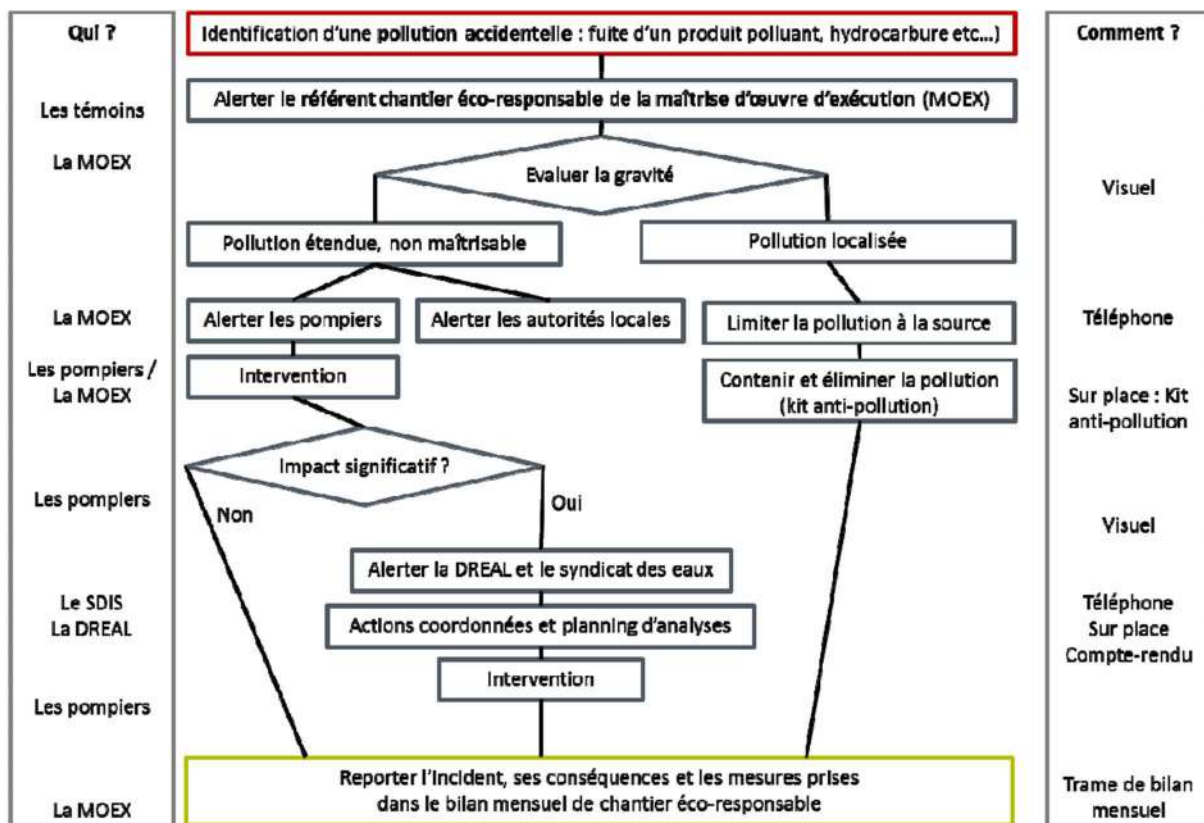 Qui ?
Identification d'une pollution accidentelle : fuite d'un produit polluant, hydrocarbure etc...)
Comment ?
Les témoins
Alerter le référent chantier éco-responsable de la maîtrise d'œuvre d'exécution (MOEX)
La MOEX
Evaluer la gravité
Visuel
Pollution étendue, non maîtrisable
Pollution localisée
La MOEX
Alerter les pompiers
Alerter les autorités locales
Limiter la pollution à la source
Téléphone
Les pompiers /
La MOEX
Intervention
Contenir et éliminer la pollution
(kit anti-pollution)
Sur place : Kit
anti-pollution
Impact significatif ?
Les pompiers
Non
Oui
Visuel
Alerter la DREAL et le syndicat des eaux
Le SDIS
La DREAL
Actions coordonnées et planning d'analyses
Téléphone
Sur place
Compte-rendu
Intervention
Les pompiers
Reporter l'incident, ses conséquences et les mesures prises
dans le bilan mensuel de chantier éco-responsable
La MOEX
Trame de bilan
mensuel